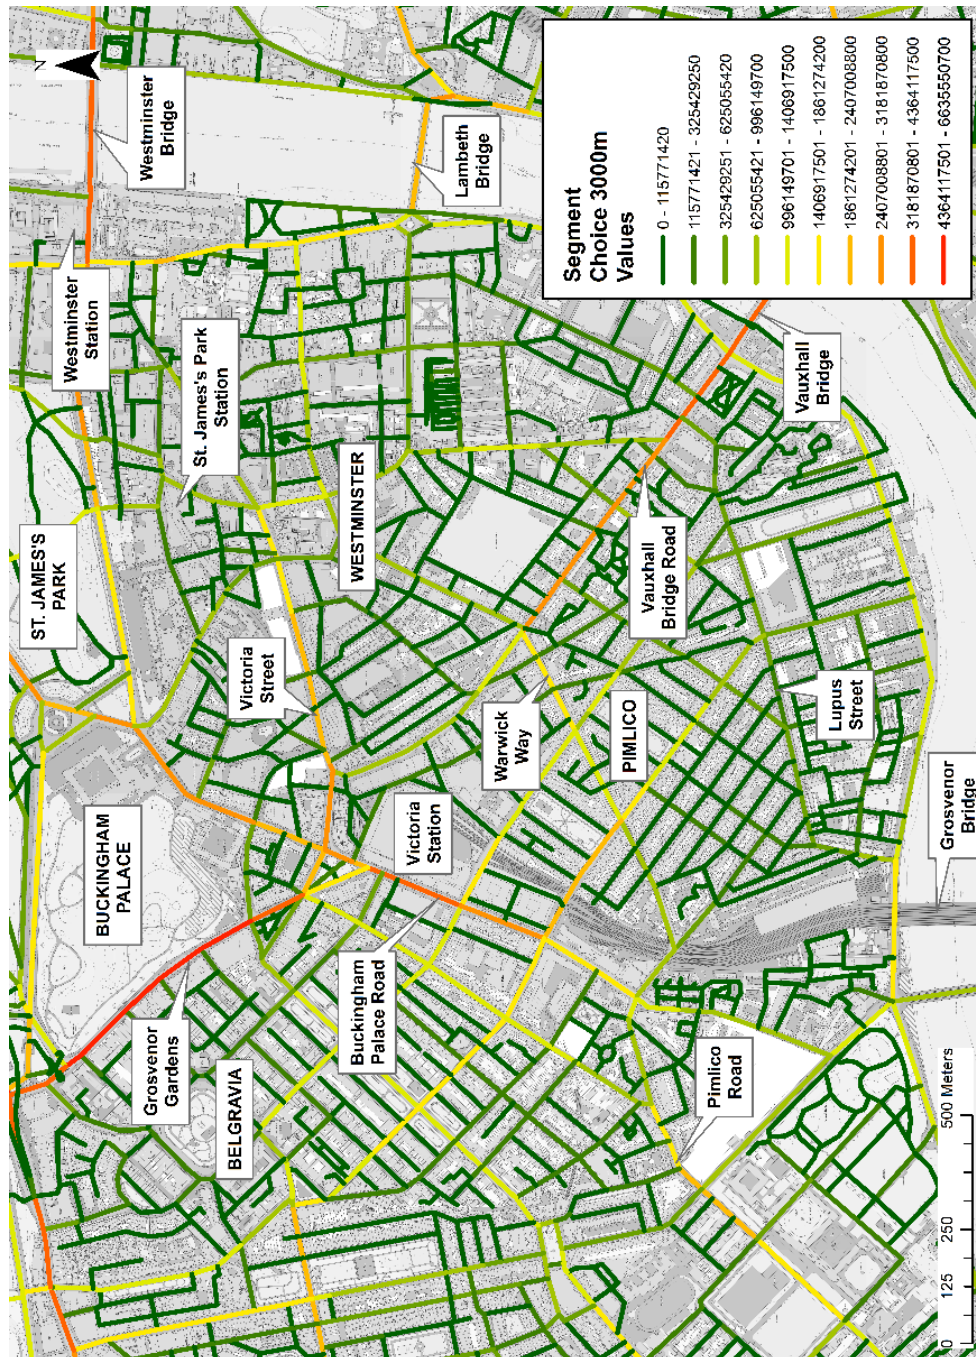 N
Westminster
Bridge
Westminster
Station
Lambeth
Bridge
St. James's Park
Station
ST. JAMES'S
PARK
WESTMINSTER
Victoria
Street
BUCKINGHAM
PALACE
Vauxhall
Bridge
Vauxhall
Bridge Road
Warwick
Way
PIMLICO
Lupus
Street
Victoria
Station
Grosvenor
Bridge
Buckingham
Palace Road
Grosvenor
Gardens
BELGRAVIA
Pimlico
Road
Segment
Choice 3000m
Values
0 - 115771420
115771421 - 325429250
325429251 - 625055420
625055421 - 996149700
996149701 - 1406917500
1406917501 - 1861274200
1861274201 - 2407008800
2407008801 - 3181870800
3181870801 - 4364117500
4364117501 - 6635550700
0 125 250 500 Meters